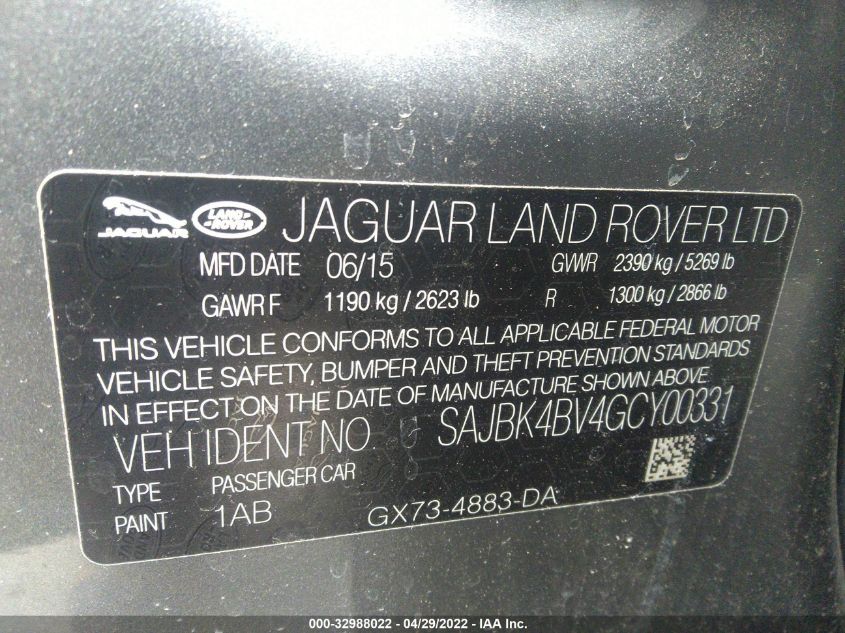 JAGUAR LAND ROVER JAGUAR LAND ROVER LTD
MFD DATE 06/15 GVWR 2390 kg / 5269 lb
GAWR F 1190 kg / 2623 lb R 1300 kg / 2866 lb
THIS VEHICLE CONFORMS TO ALL APPLICABLE FEDERAL MOTOR
VEHICLE SAFETY, BUMPER AND THEFT PREVENTION STANDARDS
IN EFFECT ON THE DATE OF MANUFACTURE SHOWN ABOVE.
VEH IDENT NO SAJBK4BV4GCY00331
TYPE PASSENGER CAR
PAINT 1AB GX73-4883-DA
000-32988022 - 04/29/2022 - IAA Inc.